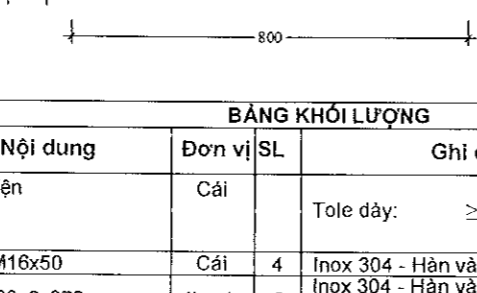 800
BẢNG KHỐI LƯỢNG
Nội dung Đơn vị SL Ghi
ện Cái
Tole dày: ≥
M16x50 Cái 4 Inox 304 - Hàn và
Inox 304 - Hàn và